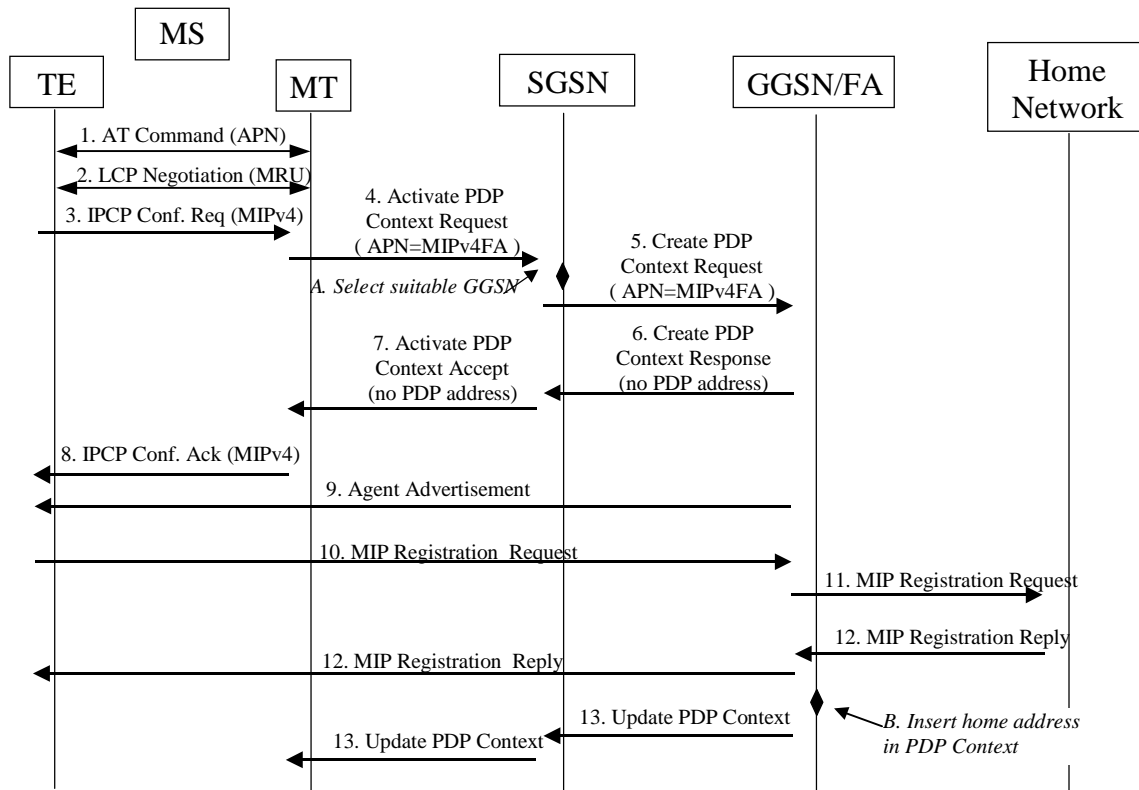 MS
TE
MT
SGSN
GGSN/FA
Home
Network
1. AT Command (APN)
2. LCP Negotiation (MRU)
3. IPCP Conf. Req (MIPv4)
4. Activate PDP
Context Request
( APN=MIPv4FA )
A. Select suitable GGSN
5. Create PDP
Context Request
( APN=MIPv4FA )
6. Create PDP
Context Response
(no PDP address)
7. Activate PDP
Context Accept
(no PDP address)
8. IPCP Conf. Ack (MIPv4)
9. Agent Advertisement
10. MIP Registration Request
11. MIP Registration Request
12. MIP Registration Reply
12. MIP Registration Reply
B. Insert home address
in PDP Context
13. Update PDP Context
13. Update PDP Context